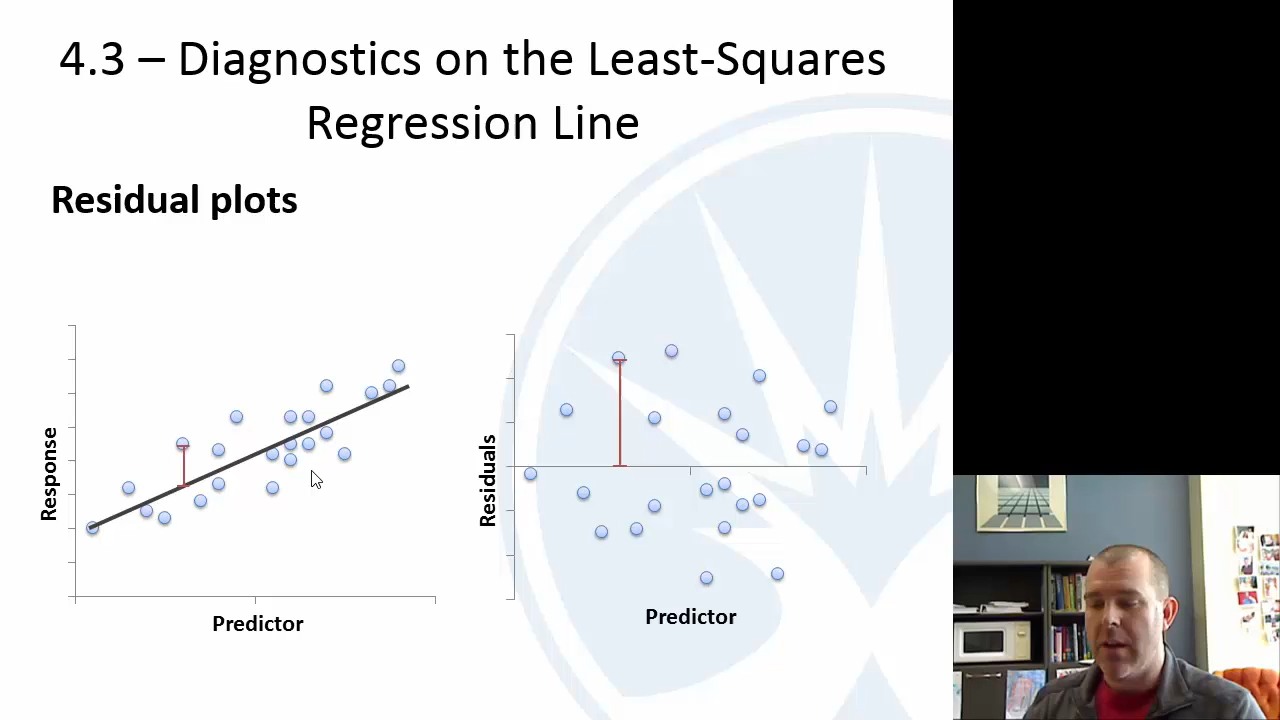 4.3 – Diagnostics on the Least-Squares
Regression Line
Residual plots
Response
Predictor
Residuals
Predictor